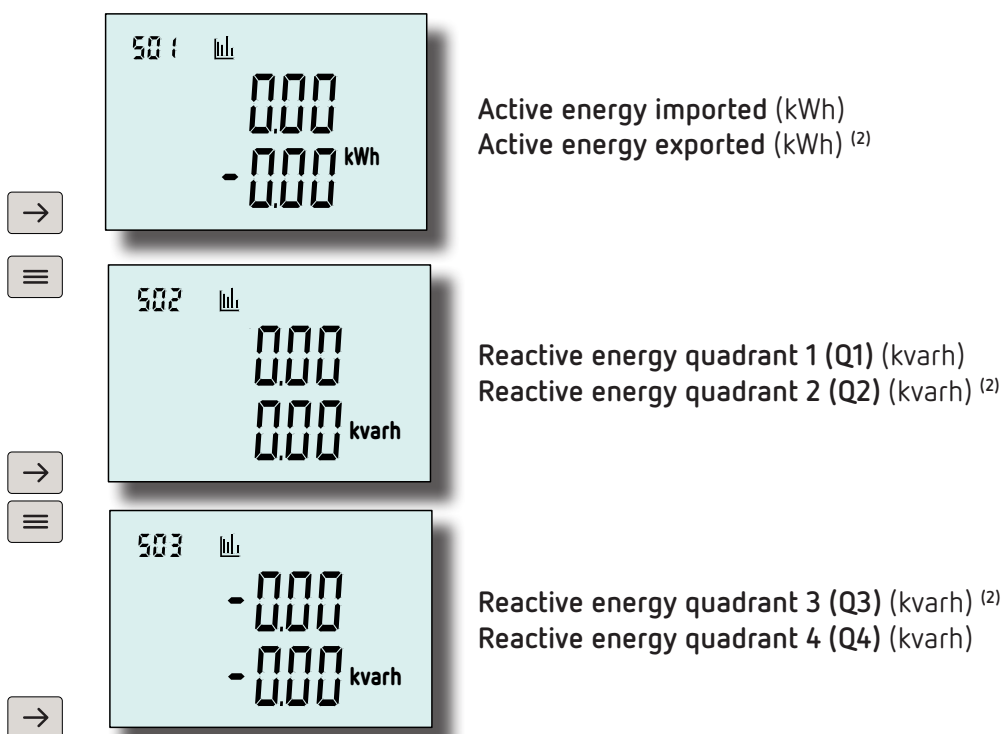 501
0.00
-0.00 kWh
Active energy imported (kWh)
Active energy exported (kWh) (2)
→
≡
502
0.00
0.00 kvarh
Reactive energy quadrant 1 (Q1) (kvarh)
Reactive energy quadrant 2 (Q2) (kvarh) (2)
→
≡
503
-0.00
-0.00 kvarh
Reactive energy quadrant 3 (Q3) (kvarh) (2)
Reactive energy quadrant 4 (Q4) (kvarh)
→